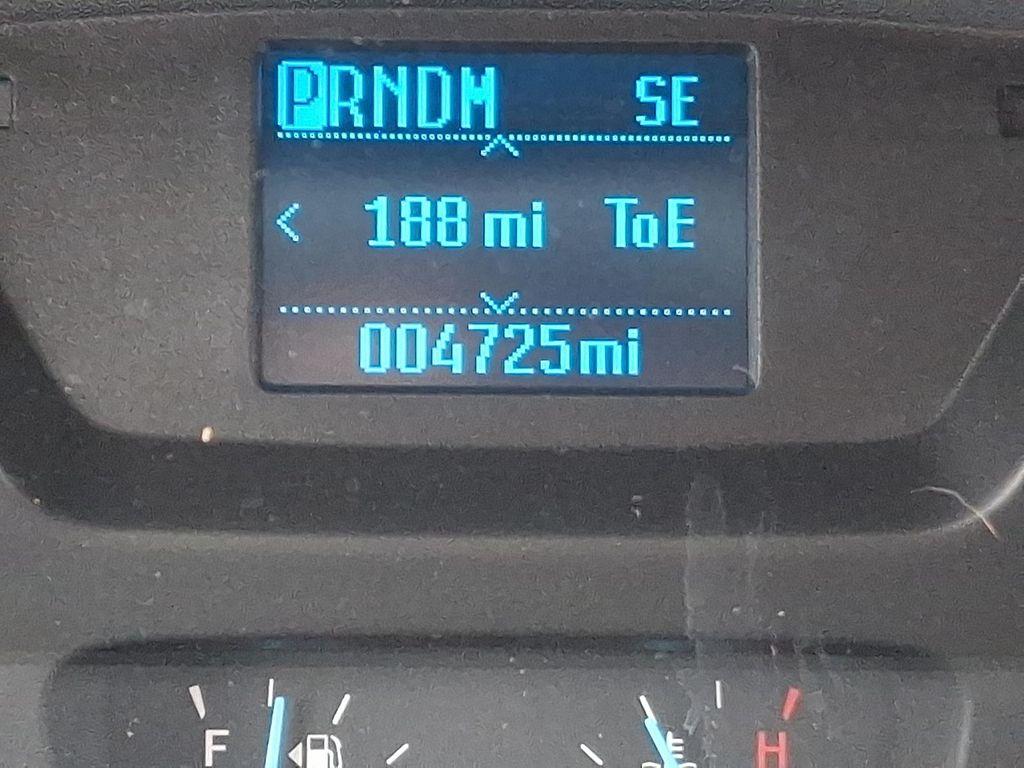 PRNDM SE
< 188 mi ToE
004725mi
F H